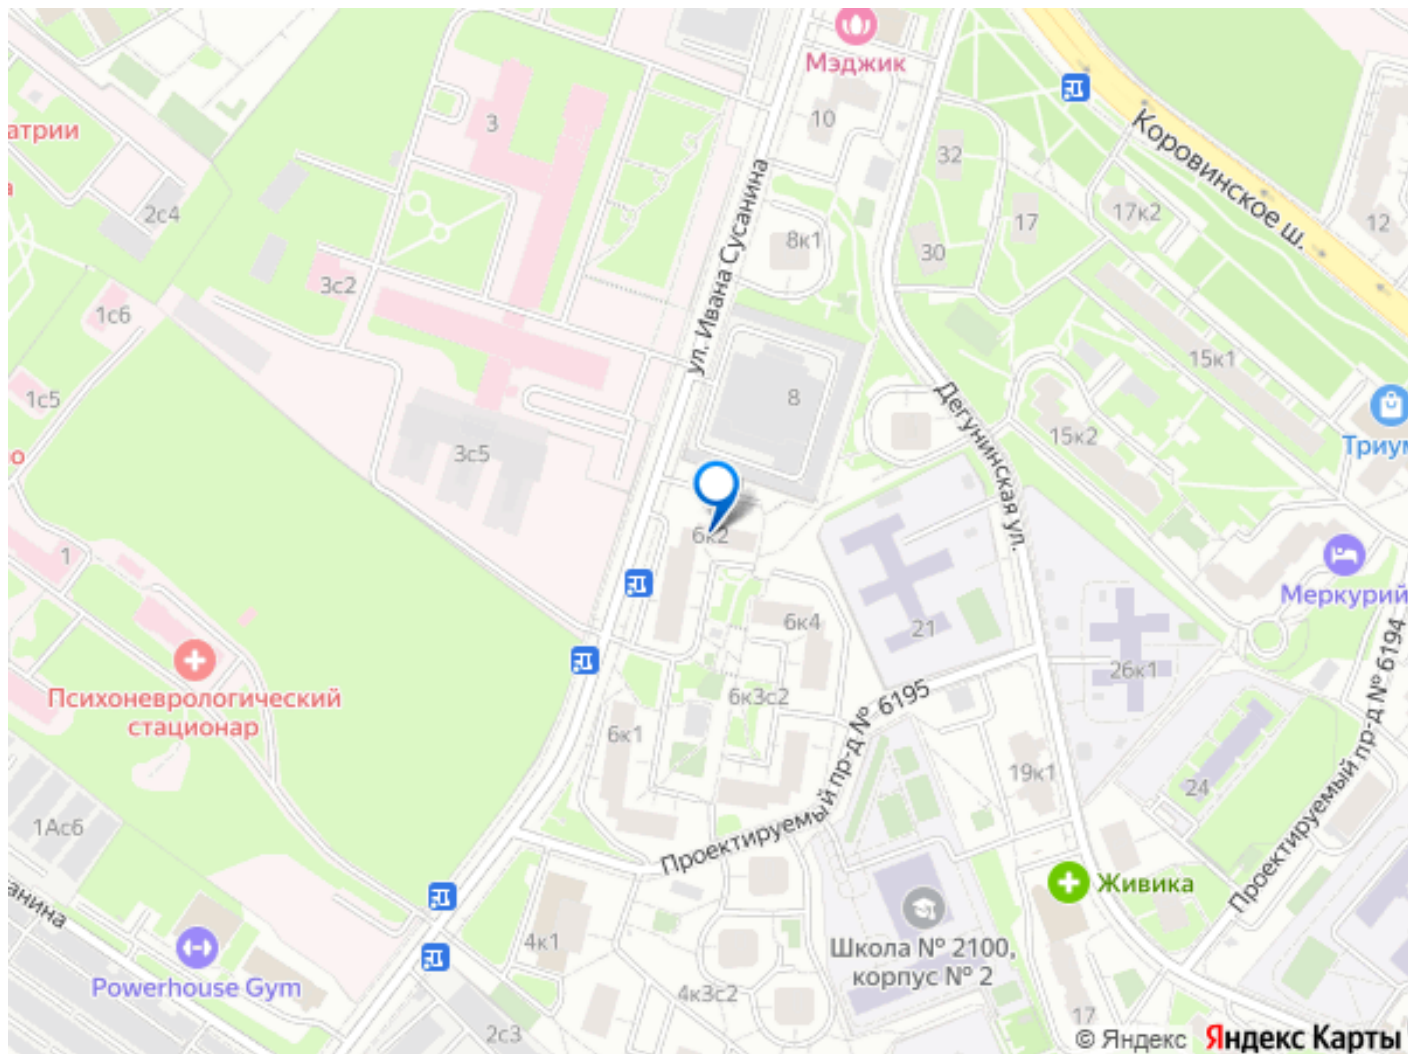 Мэджик
10
3
атрии
32
Коровинское ш.
2с4
17
17к2
12
30
8к1
ул. Ивана Сусанина
3с2
1с6
15к1
1с5
8
Дегунинская ул.
15к2
Триум
3с5
ро
6к2
1
Меркурий
6к4
21
26к1
Психоневрологический
стационар
6к3с2
Проектируемый пр-д № 6195
Проектируемый пр-д № 6194
6к1
19к1
24
1Ас6
Живика
анина
Школа № 2100,
корпус № 2
4к1
Powerhouse Gym
4к3с2
2с3
17
© Яндекс Яндекс Карты